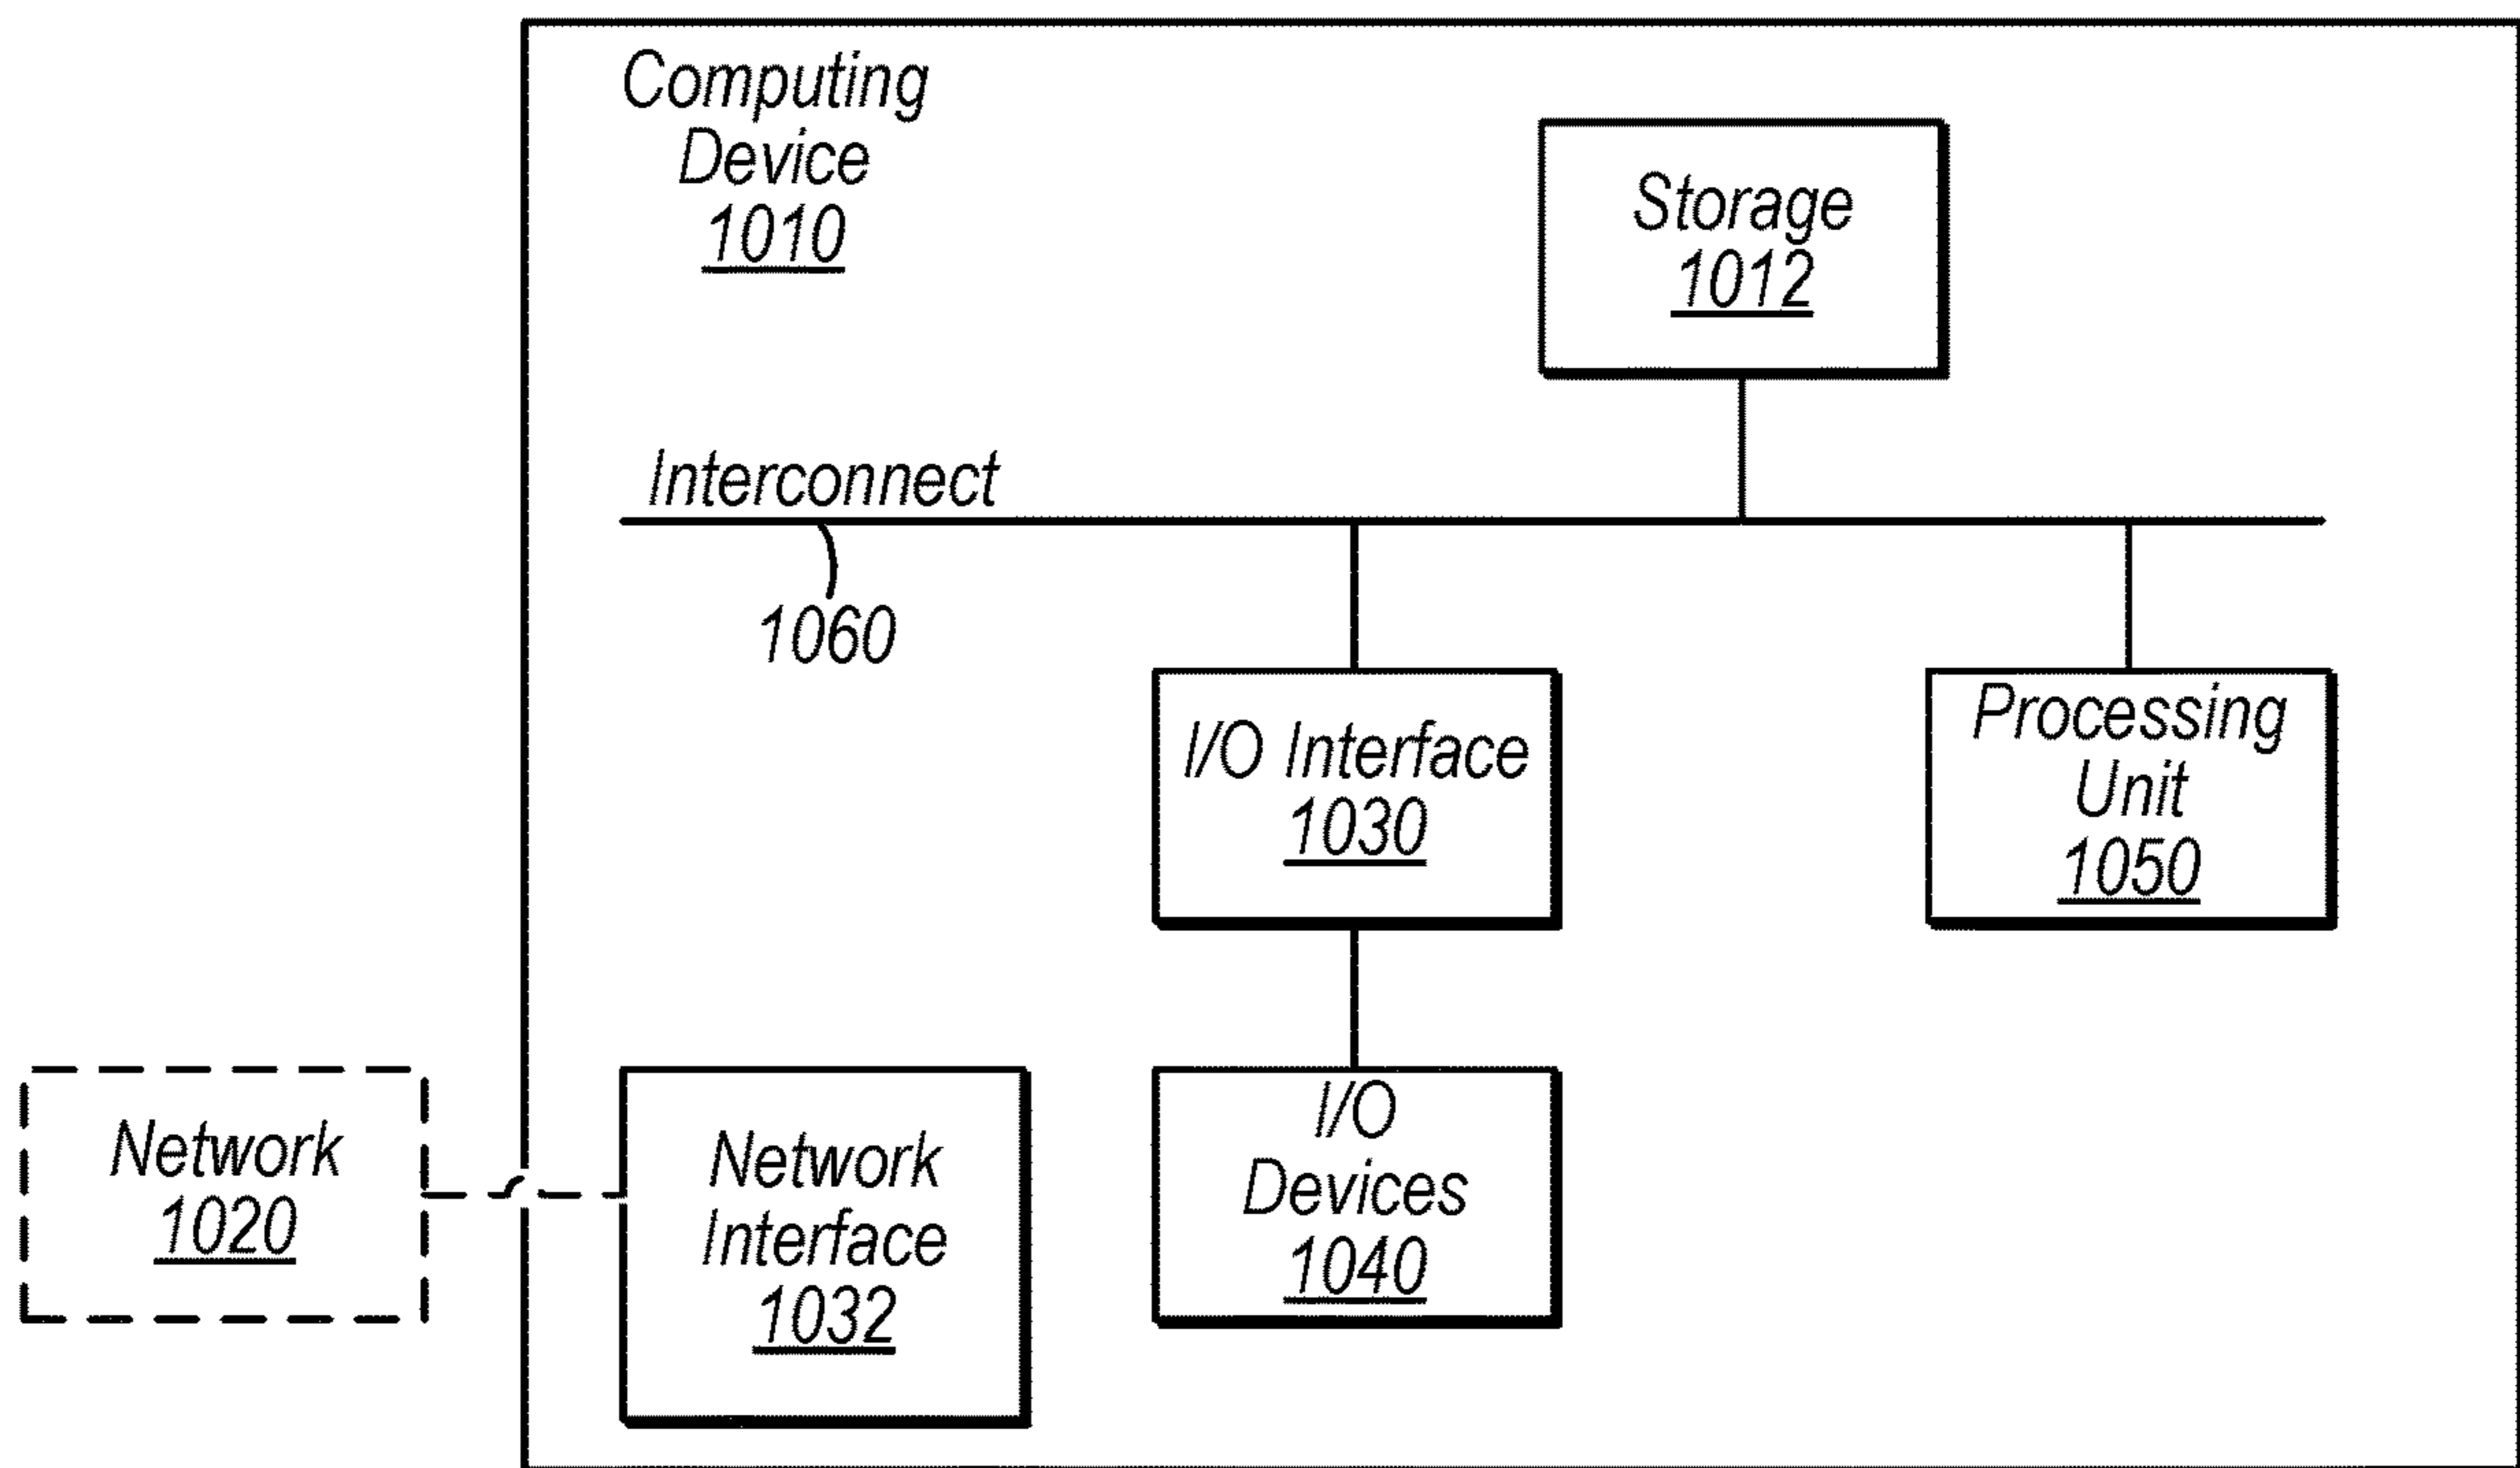 Computing
Device
1010
Storage
1012
Interconnect
1060
I/O Interface
1030
Processing
Unit
1050
Network
1020
Network
Interface
1032
I/O
Devices
1040